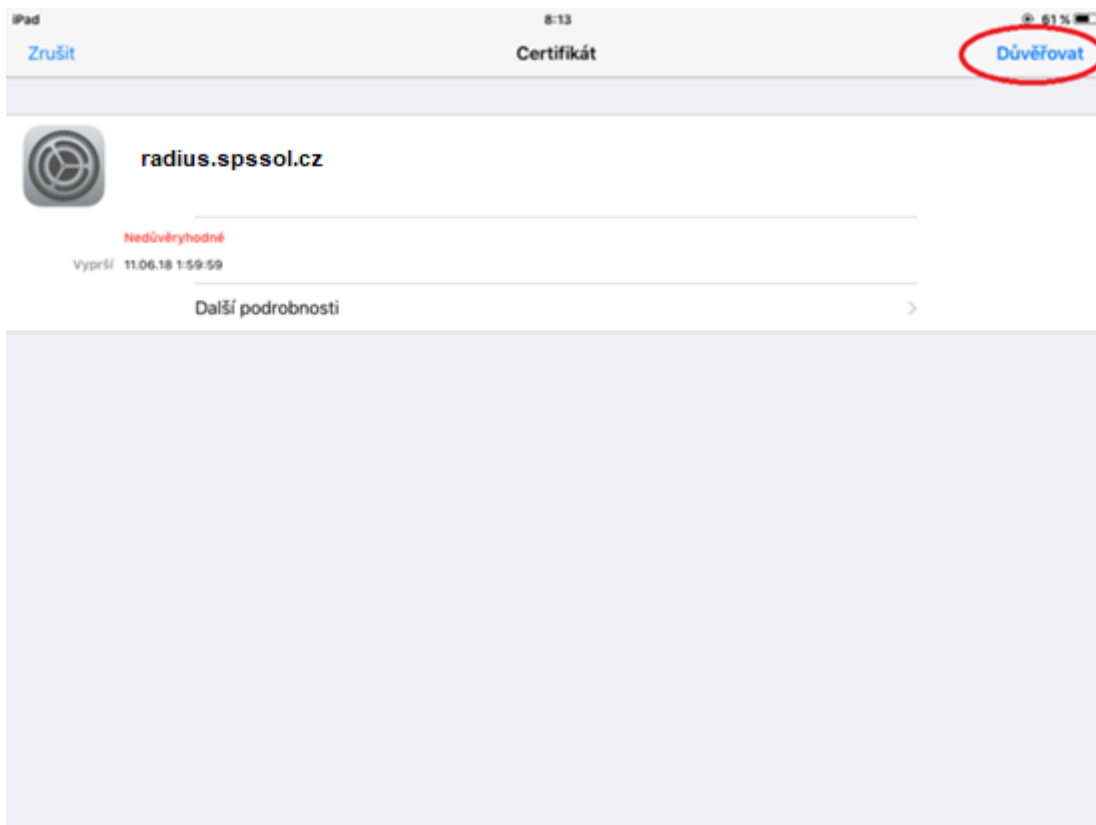 iPad 8:13 61 %
Zrušit Certifikát Důvěřovat
radius.spssol.cz
Nedůvěryhodné
Vyprší 11.06.18 1:59:59
Další podrobnosti